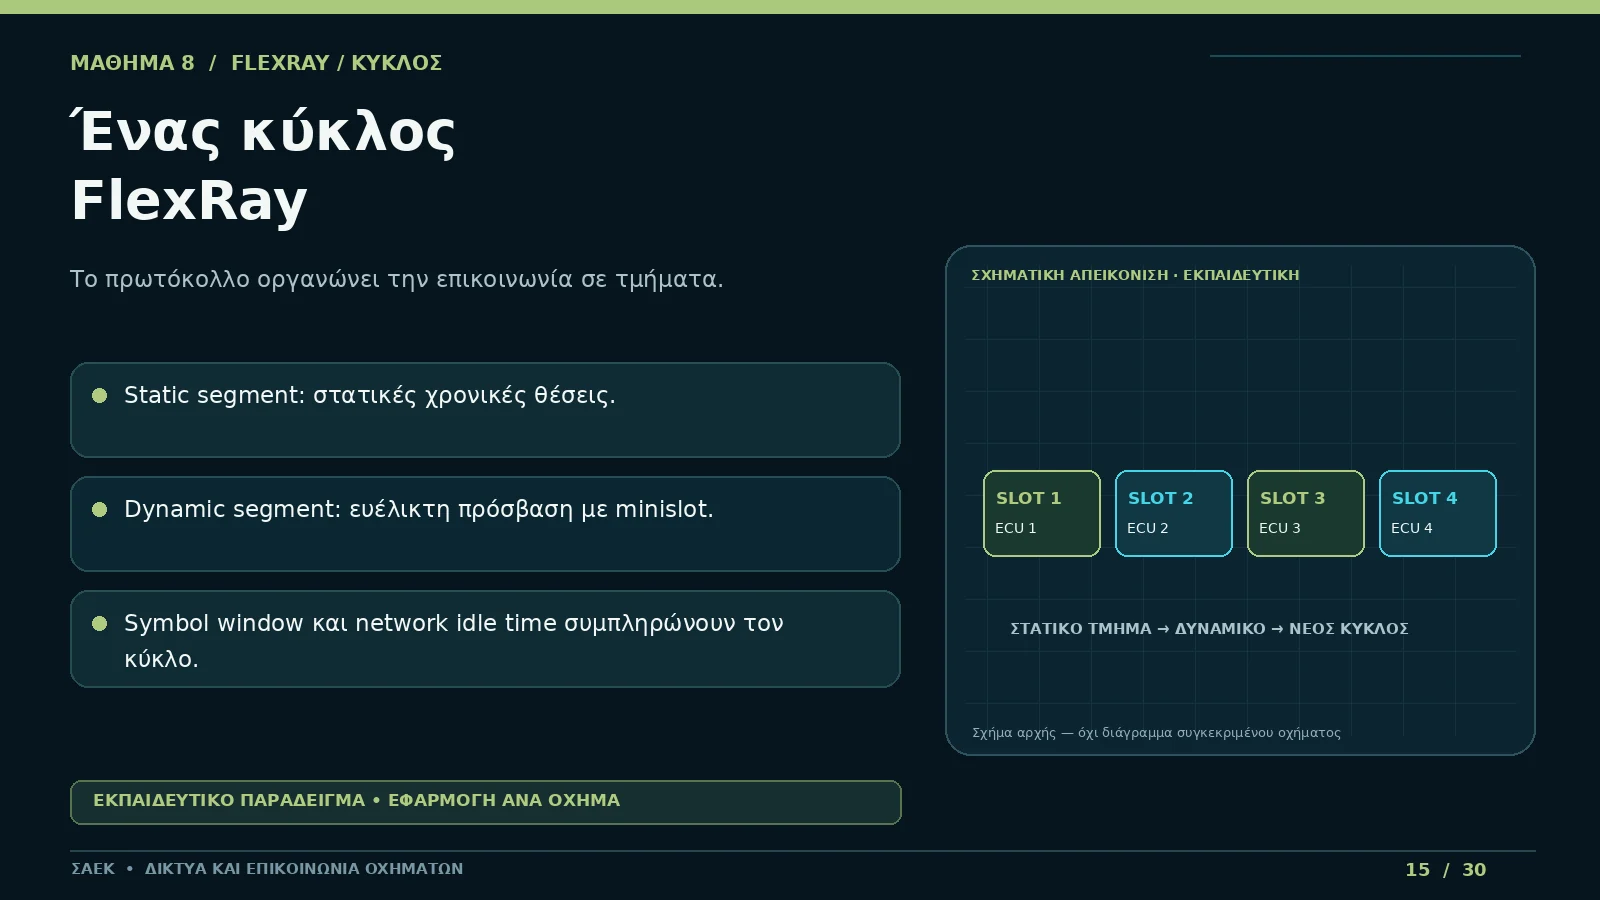 ΜΑΘΗΜΑ 8 / FLEXRAY / ΚΥΚΛΟΣ
Ένας κύκλος
FlexRay
Το πρωτόκολλο οργανώνει την επικοινωνία σε τμήματα.
Static segment: στατικές χρονικές θέσεις.
Dynamic segment: ευέλικτη πρόσβαση με minislot.
Symbol window και network idle time συμπληρώνουν τον
κύκλο.
ΕΚΠΑΙΔΕΥΤΙΚΟ ΠΑΡΑΔΕΙΓΜΑ • ΕΦΑΡΜΟΓΗ ΑΝΑ ΟΧΗΜΑ
ΣΧΗΜΑΤΙΚΗ ΑΠΕΙΚΟΝΙΣΗ · ΕΚΠΑΙΔΕΥΤΙΚΗ
SLOT 1 SLOT 2 SLOT 3 SLOT 4
ECU 1 ECU 2 ECU 3 ECU 4
ΣΤΑΤΙΚΟ ΤΜΗΜΑ → ΔΥΝΑΜΙΚΟ → ΝΕΟΣ ΚΥΚΛΟΣ
Σχήμα αρχής — όχι διάγραμμα συγκεκριμένου οχήματος
ΣΑΕΚ • ΔΙΚΤΥΑ ΚΑΙ ΕΠΙΚΟΙΝΩΝΙΑ ΟΧΗΜΑΤΩΝ
15 / 30